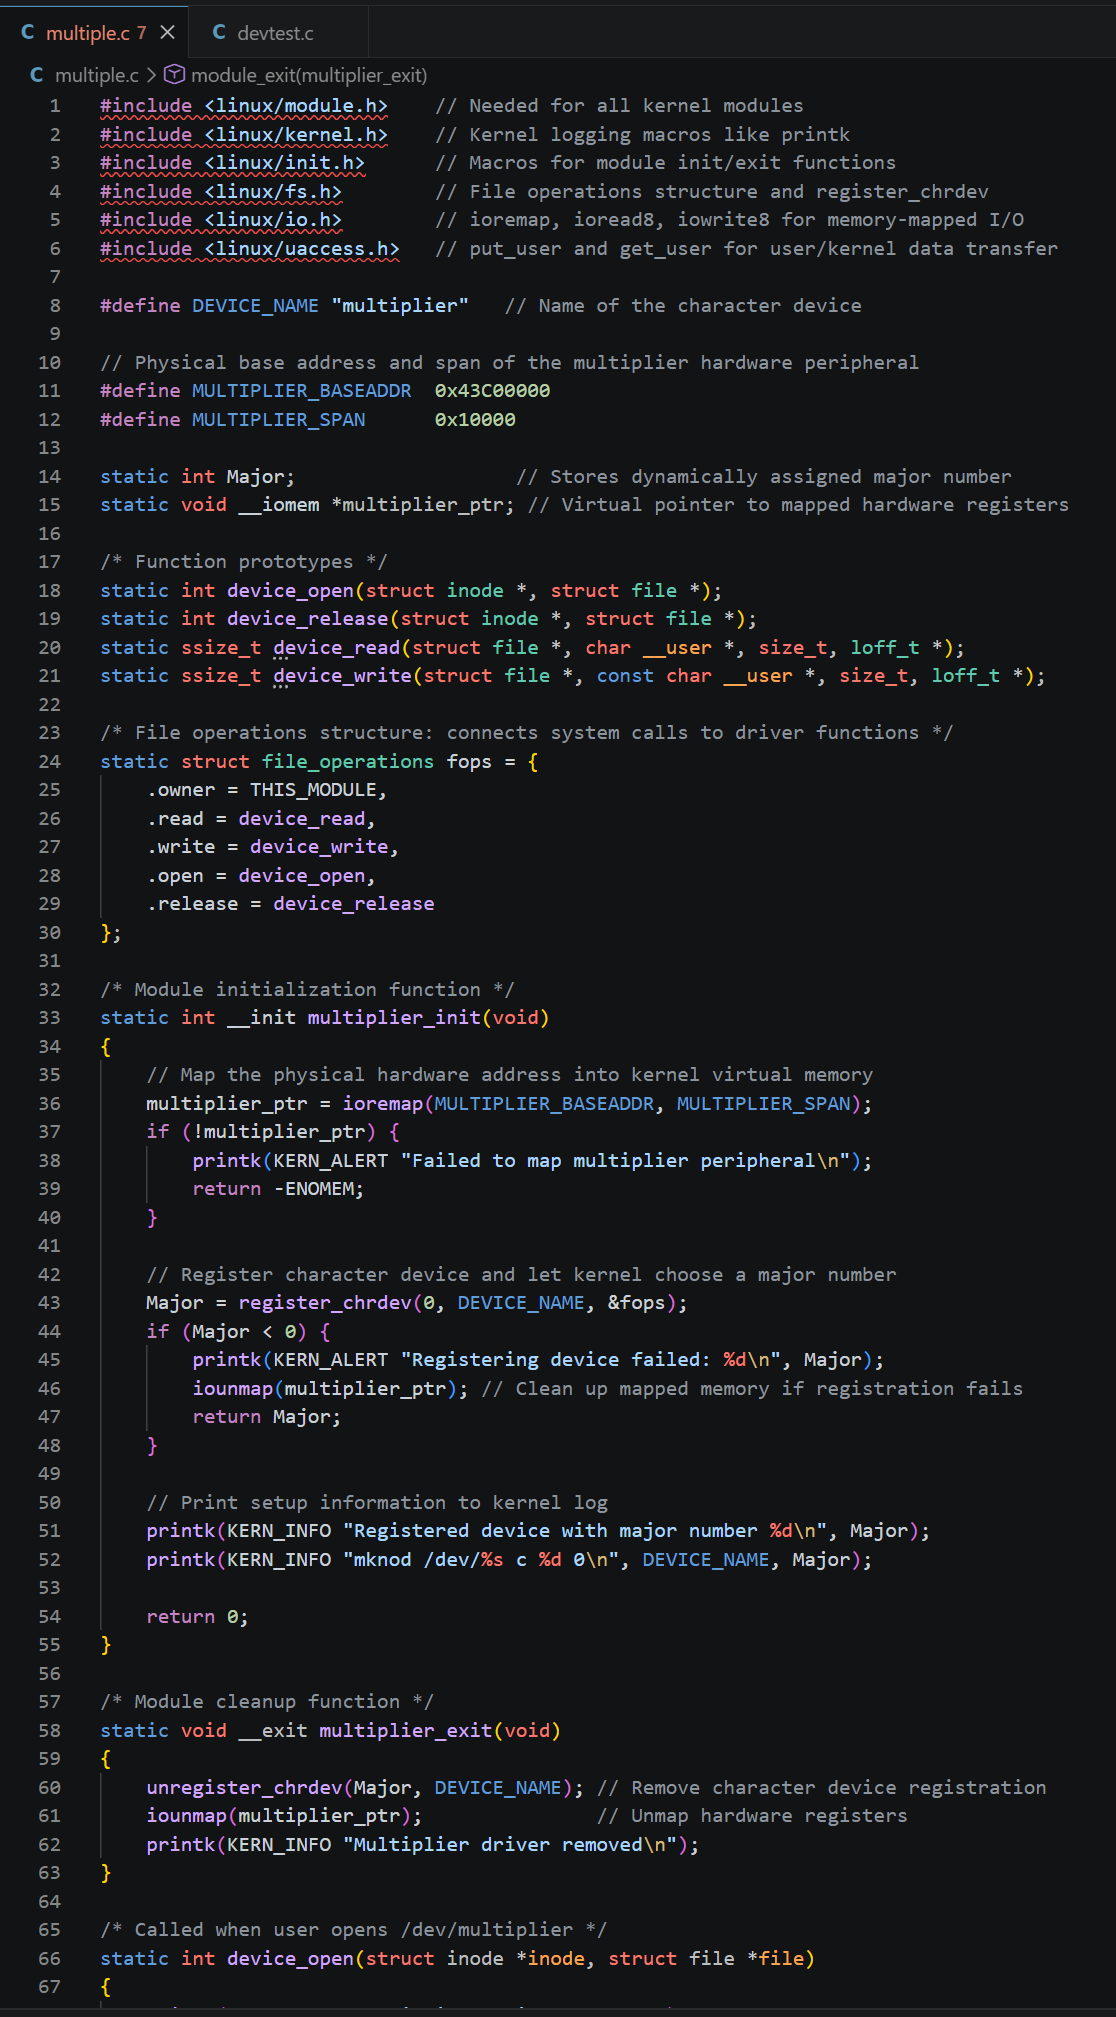 C multiple.c 7 × C devtest.c
C multiple.c > module_exit(multiplier_exit)
1 #include <linux/module.h> // Needed for all kernel modules
2 #include <linux/kernel.h> // Kernel logging macros like printk
3 #include <linux/init.h> // Macros for module init/exit functions
4 #include <linux/fs.h> // File operations structure and register_chrdev
5 #include <linux/io.h> // ioremap, ioread8, iowrite8 for memory-mapped I/O
6 #include <linux/uaccess.h> // put_user and get_user for user/kernel data transfer
7
8 #define DEVICE_NAME "multiplier" // Name of the character device
9
10 // Physical base address and span of the multiplier hardware peripheral
11 #define MULTIPLIER_BASEADDR 0x43C00000
12 #define MULTIPLIER_SPAN 0x10000
13
14 static int Major; // Stores dynamically assigned major number
15 static void __iomem *multiplier_ptr; // Virtual pointer to mapped hardware registers
16
17 /* Function prototypes */
18 static int device_open(struct inode *, struct file *);
19 static int device_release(struct inode *, struct file *);
20 static ssize_t device_read(struct file *, char __user *, size_t, loff_t *);
21 static ssize_t device_write(struct file *, const char __user *, size_t, loff_t *);
22
23 /* File operations structure: connects system calls to driver functions */
24 static struct file_operations fops = {
25 .owner = THIS_MODULE,
26 .read = device_read,
27 .write = device_write,
28 .open = device_open,
29 .release = device_release
30 };
31
32 /* Module initialization function */
33 static int __init multiplier_init(void)
34 {
35 // Map the physical hardware address into kernel virtual memory
36 multiplier_ptr = ioremap(MULTIPLIER_BASEADDR, MULTIPLIER_SPAN);
37 if (!multiplier_ptr) {
38 printk(KERN_ALERT "Failed to map multiplier peripheral\n");
39 return -ENOMEM;
40 }
41
42 // Register character device and let kernel choose a major number
43 Major = register_chrdev(0, DEVICE_NAME, &fops);
44 if (Major < 0) {
45 printk(KERN_ALERT "Registering device failed: %d\n", Major);
46 iounmap(multiplier_ptr); // Clean up mapped memory if registration fails
47 return Major;
48 }
49
50 // Print setup information to kernel log
51 printk(KERN_INFO "Registered device with major number %d\n", Major);
52 printk(KERN_INFO "mknod /dev/%s c %d 0\n", DEVICE_NAME, Major);
53
54 return 0;
55 }
56
57 /* Module cleanup function */
58 static void __exit multiplier_exit(void)
59 {
60 unregister_chrdev(Major, DEVICE_NAME); // Remove character device registration
61 iounmap(multiplier_ptr); // Unmap hardware registers
62 printk(KERN_INFO "Multiplier driver removed\n");
63 }
64
65 /* Called when user opens /dev/multiplier */
66 static int device_open(struct inode *inode, struct file *file)
67 {